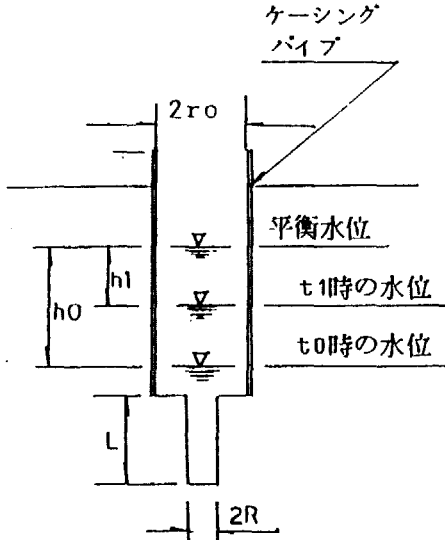 ケーシング
パイプ
2ro
平衡水位
h1
t1時の水位
h0
t0時の水位
L
2R